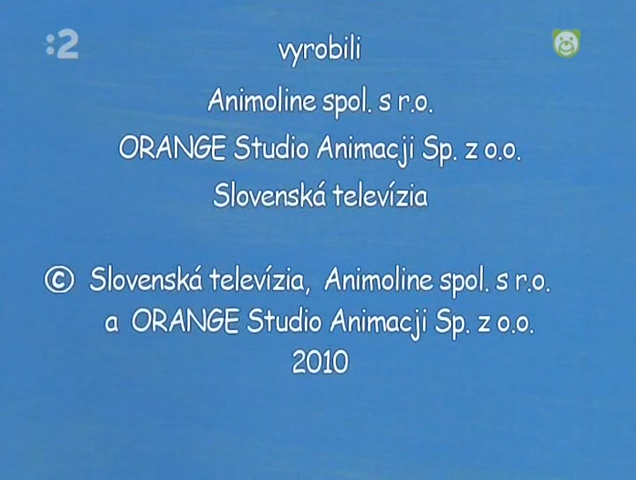 :2
vyrobili
Animoline spol. s r.o.
ORANGE Studio Animacji Sp. z o.o.
Slovenská televízia
© Slovenská televízia, Animoline spol. s r.o.
a ORANGE Studio Animacji Sp. z o.o.
2010